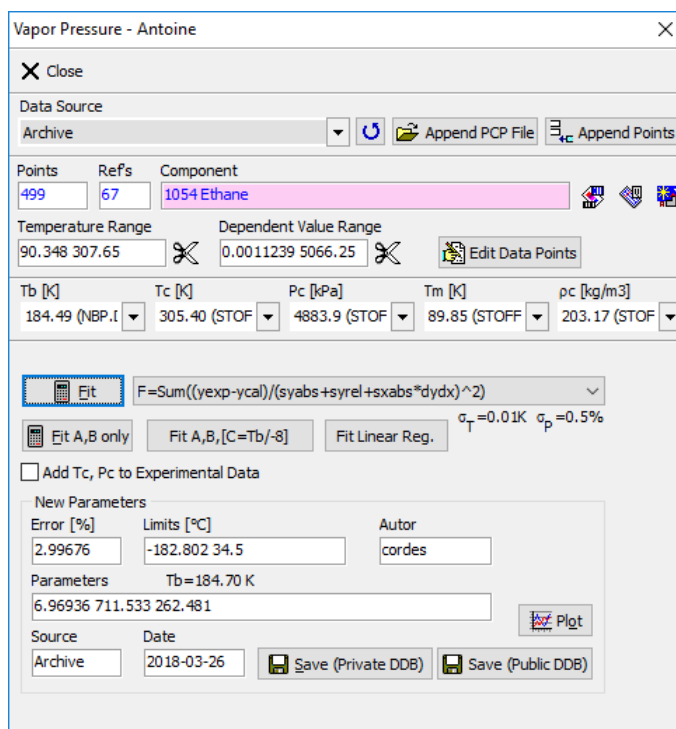 Vapor Pressure - Antoine
Close
Data Source
Archive Append PCP File Append Points
Points Refs Component
499 67 1054 Ethane
Temperature Range Dependent Value Range
90.348 307.65 0.0011239 5066.25 Edit Data Points
Tb [K] Tc [K] Pc [kPa] Tm [K] ρc [kg/m3]
184.49 (NBP.I 305.40 (STOF 4883.9 (STOF 89.85 (STOFF 203.17 (STOF
Fit F=Sum((yexp-ycal)/(syabs+syrel+sxabs*dydx)^2)
σT=0.01K σP=0.5%
Fit A,B only Fit A,B,[C=Tb/-8] Fit Linear Reg.
Add Tc, Pc to Experimental Data
New Parameters
Error [%] Limits [°C] Autor
2.99676 -182.802 34.5 cordes
Parameters Tb=184.70 K
6.96936 711.533 262.481
Plot
Source Date
Archive 2018-03-26 Save (Private DDB) Save (Public DDB)